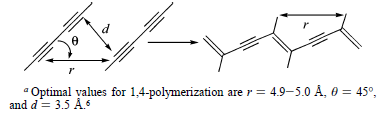 θ
d
r
r
a Optimal values for 1,4-polymerization are r = 4.9–5.0 Å, θ = 45°,
and d = 3.5 Å.6